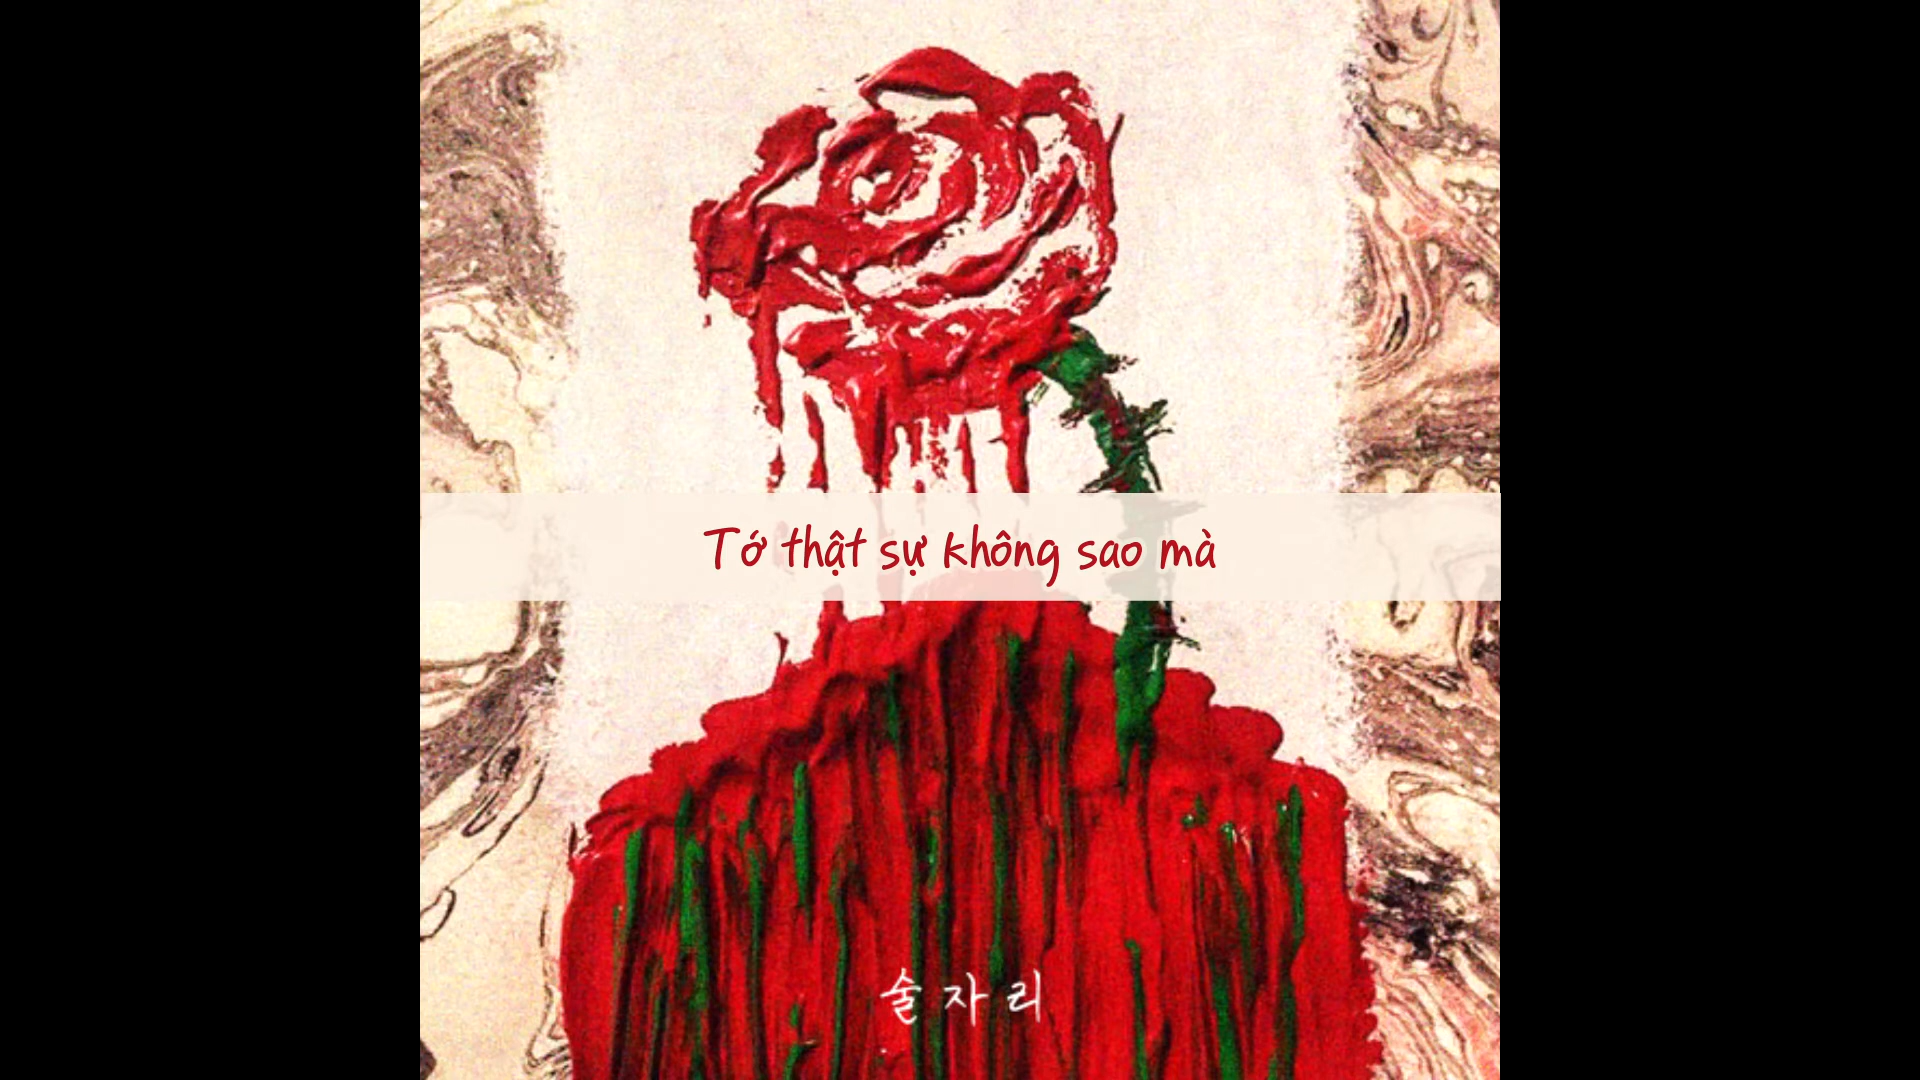 Tớ thật sự không sao mà
술자리